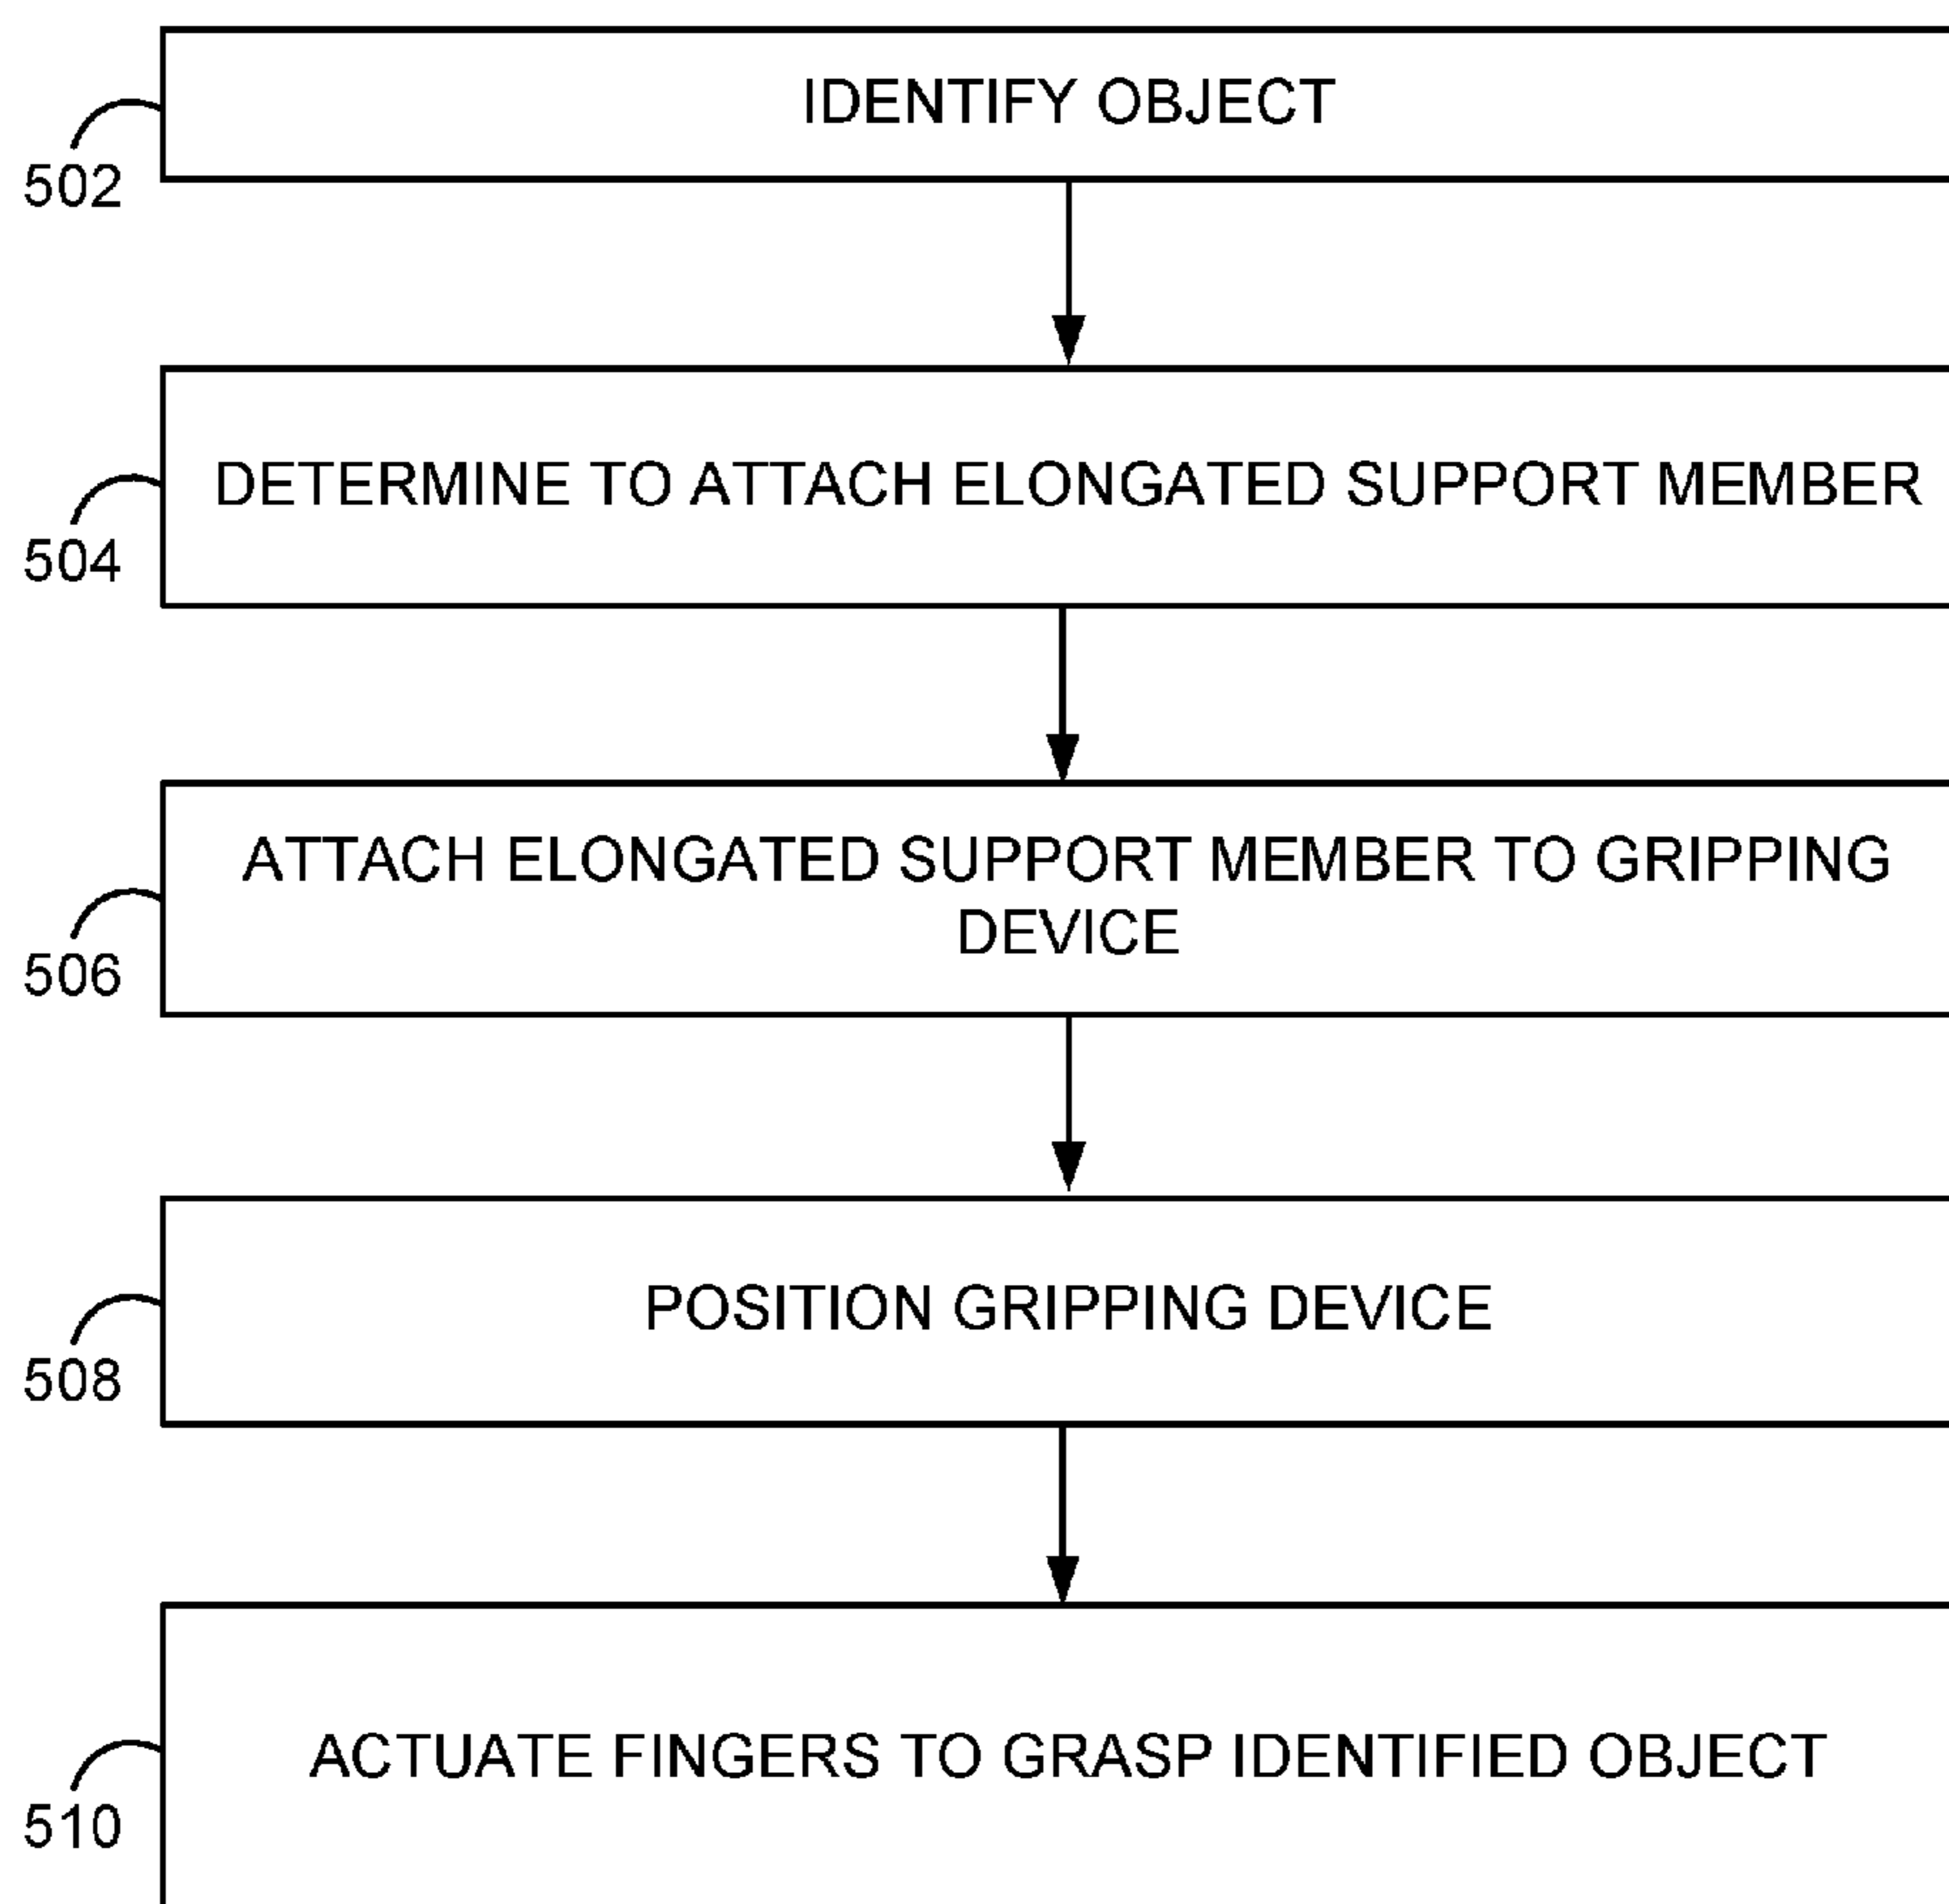 IDENTIFY OBJECT
502
DETERMINE TO ATTACH ELONGATED SUPPORT MEMBER
504
ATTACH ELONGATED SUPPORT MEMBER TO GRIPPING
DEVICE
506
POSITION GRIPPING DEVICE
508
ACTUATE FINGERS TO GRASP IDENTIFIED OBJECT
510